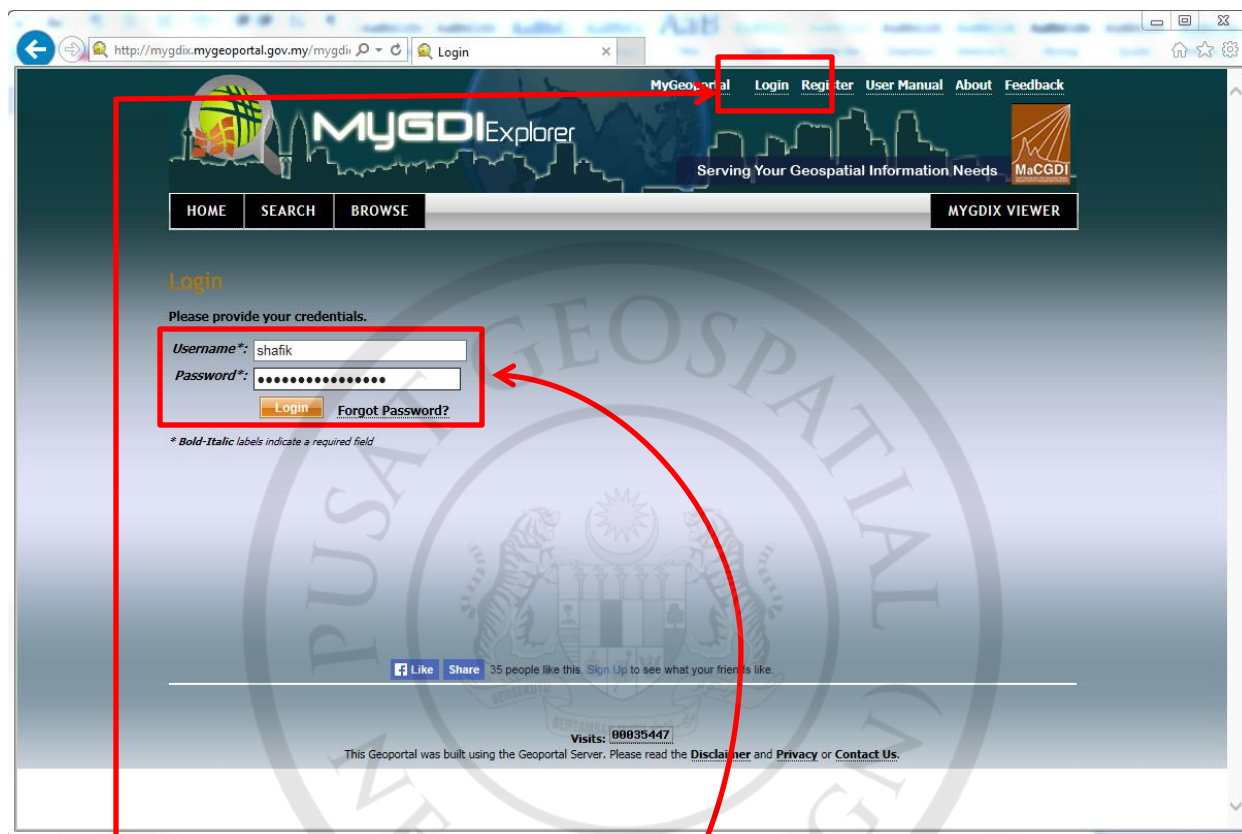 http://mygdix.mygeoportal.gov.my/mygdi
Login
MyGeoportal Login Register User Manual About Feedback
MyGDI Explorer
Serving Your Geospatial Information Needs
MaCGDI
HOME SEARCH BROWSE MYGDIX VIEWER
Login
Please provide your credentials.
Username*: shafik
Password*: ••••••••••••••••
Login Forgot Password?
* Bold-Italic labels indicate a required field
PUSAT GEOSPATIAL
Like Share 35 people like this. Sign Up to see what your friends like.
BERSEKUTU
Visits: 00035447
This Geoportal was built using the Geoportal Server. Please read the Disclaimer and Privacy or Contact Us.